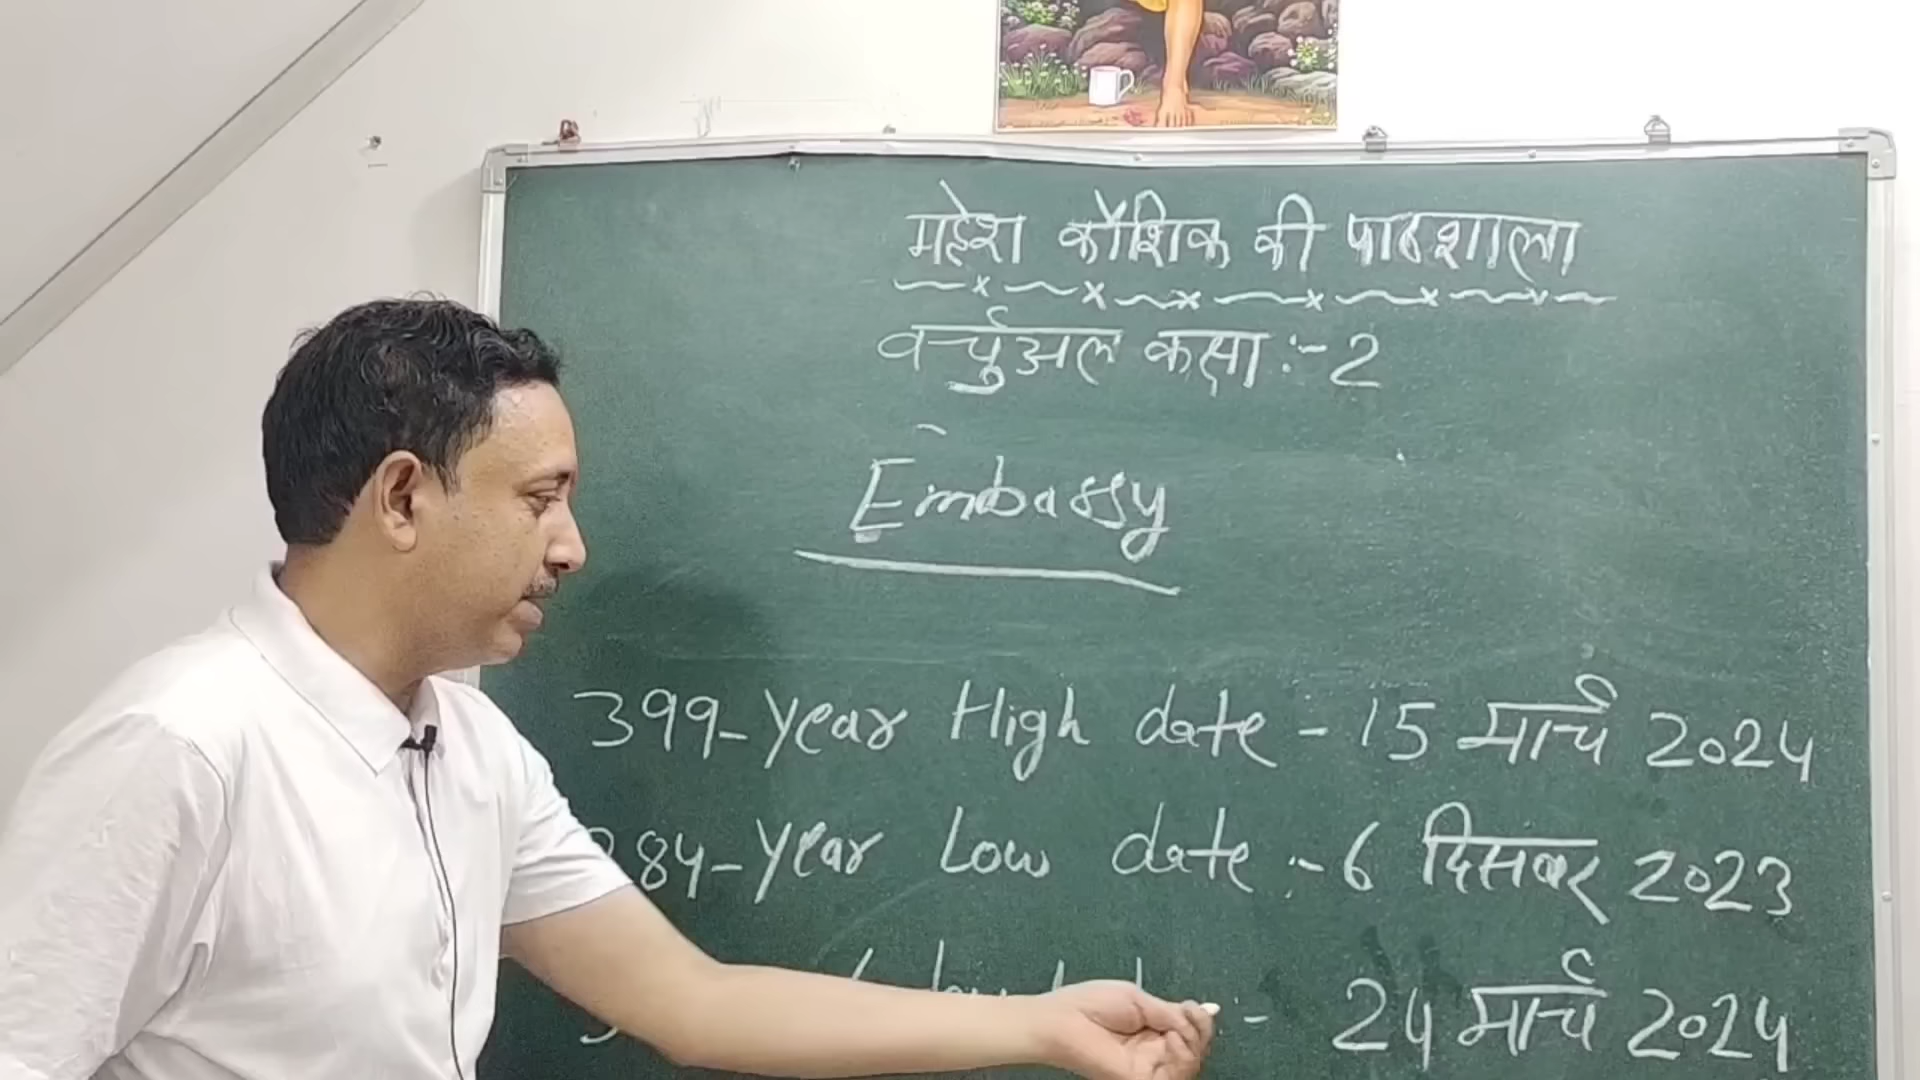 महेश कौशिक की पाठशाला
वर्चुअल कक्षा :- 2
Embassy
399-year High date - 15 मार्च 2024
84-year Low date :- 6 दिसंबर 2023
24 मार्च 2024